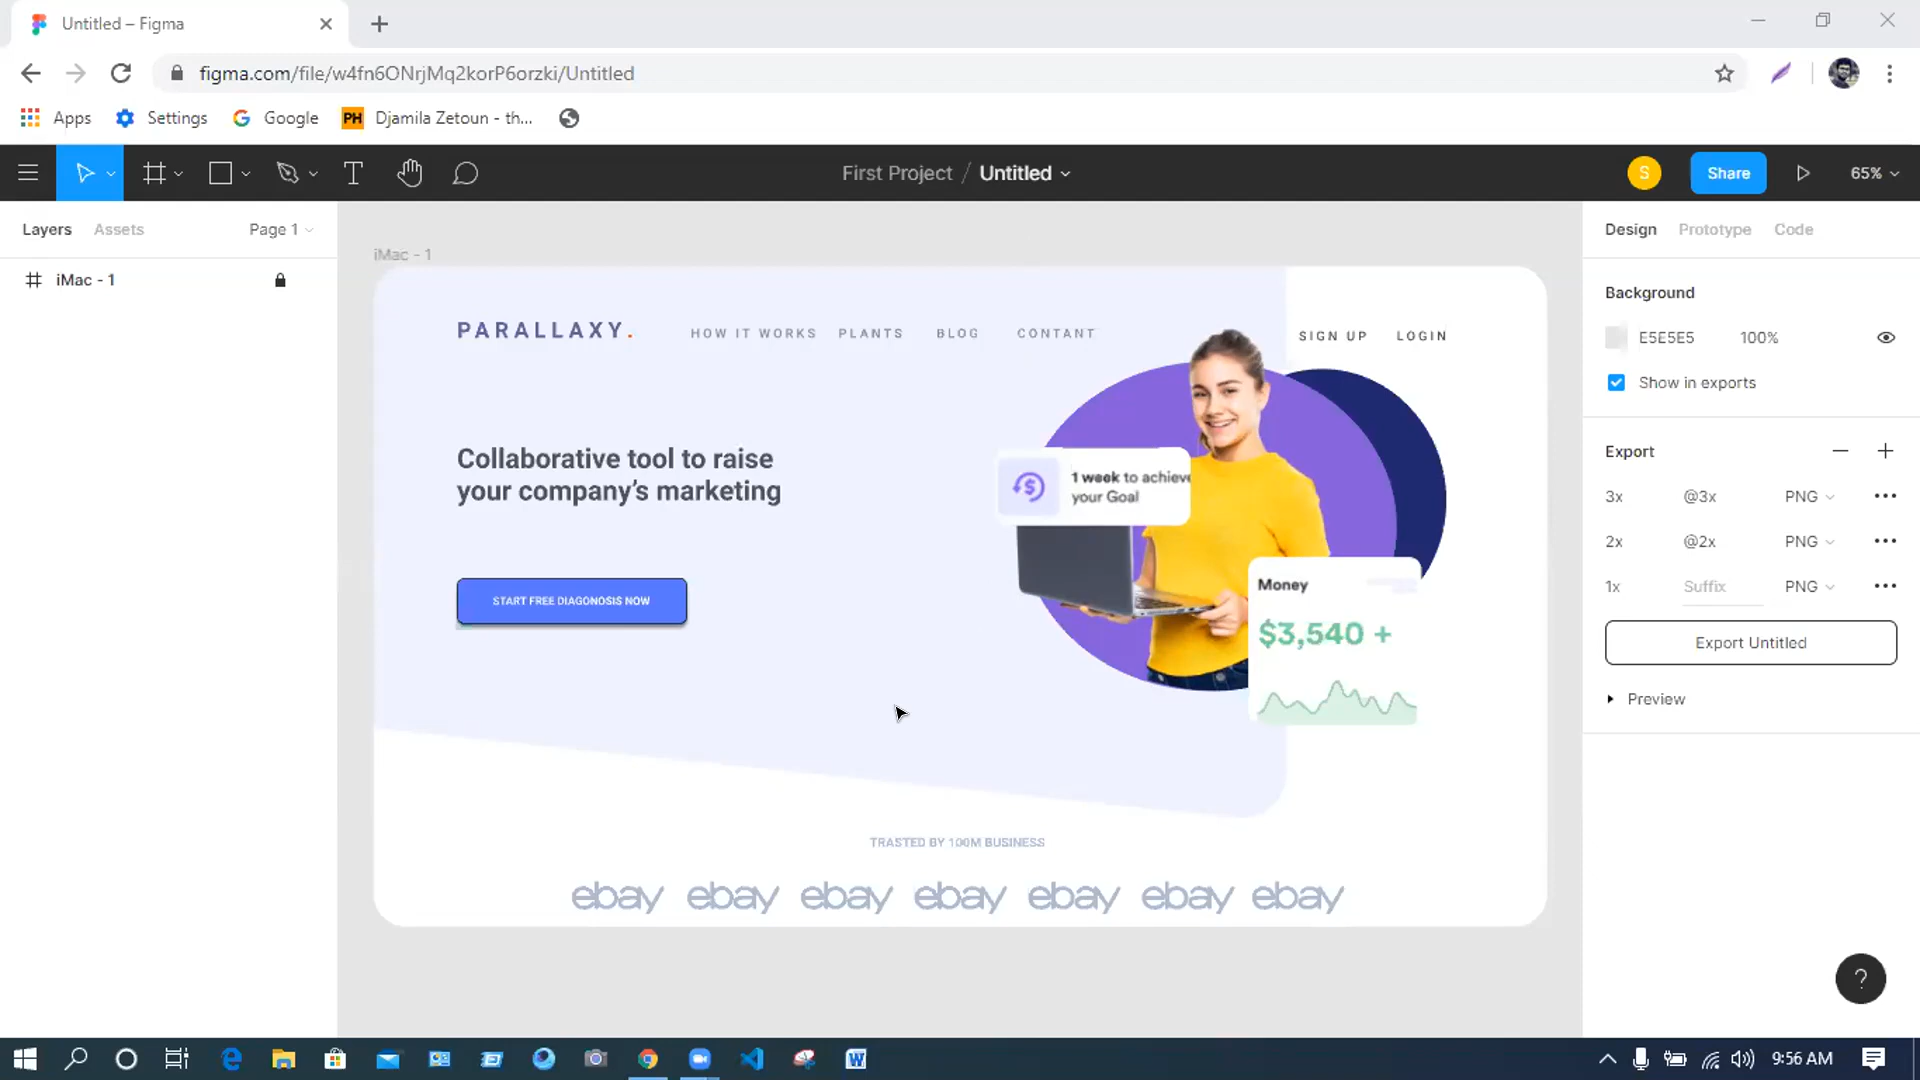 Untitled – Figma
figma.com/file/w4fn6ONrjMq2korP6orzki/Untitled
Apps Settings Google PH Djamila Zetoun - th...
First Project / Untitled
S Share 65%
Layers Assets Page 1
iMac - 1
iMac - 1
PARALLAXY.
HOW IT WORKS PLANTS BLOG CONTANT
SIGN UP LOGIN
Collaborative tool to raise
your company's marketing
START FREE DIAGONOSIS NOW
1 week to achieve
your Goal
Money
$3,540 +
TRASTED BY 100M BUSINESS
ebay ebay ebay ebay ebay ebay ebay
Design Prototype Code
Background
E5E5E5 100%
Show in exports
Export
3x @3x PNG
2x @2x PNG
1x Suffix PNG
Export Untitled
Preview
?
W
9:56 AM